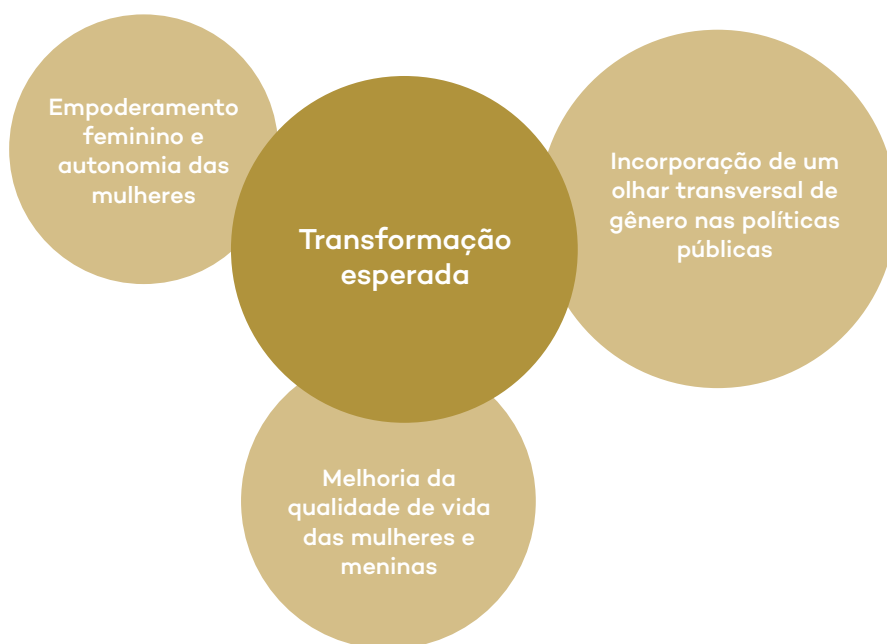 Empoderamento
feminino e
autonomia das
mulheres
Transformação
esperada
Incorporação de um
olhar transversal de
gênero nas políticas
públicas
Melhoria da
qualidade de vida
das mulheres e
meninas